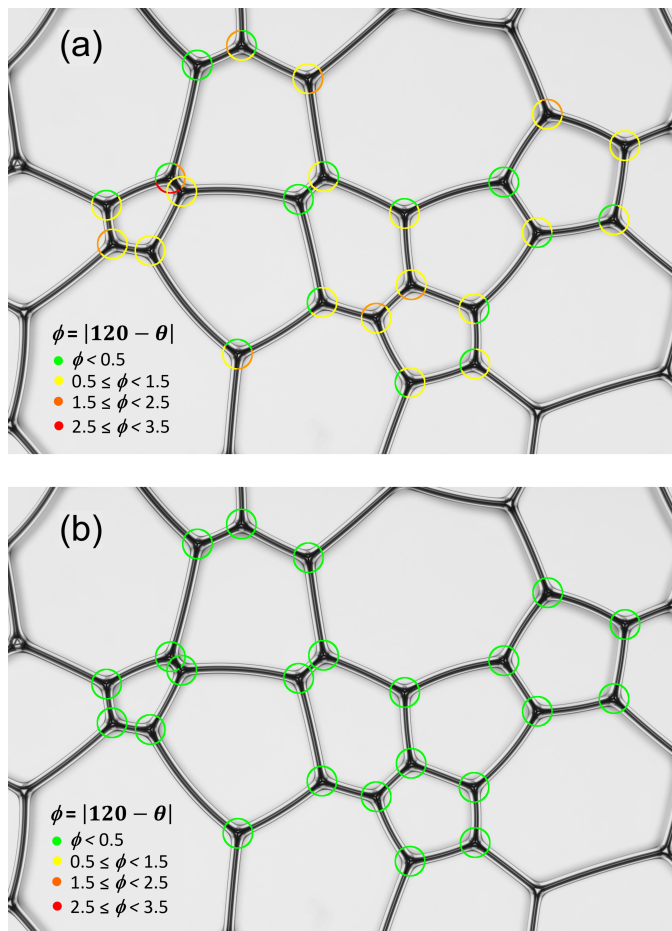 (a)
ϕ = |120 − θ|
ϕ < 0.5
0.5 ≤ ϕ < 1.5
1.5 ≤ ϕ < 2.5
2.5 ≤ ϕ < 3.5
(b)
ϕ = |120 − θ|
ϕ < 0.5
0.5 ≤ ϕ < 1.5
1.5 ≤ ϕ < 2.5
2.5 ≤ ϕ < 3.5